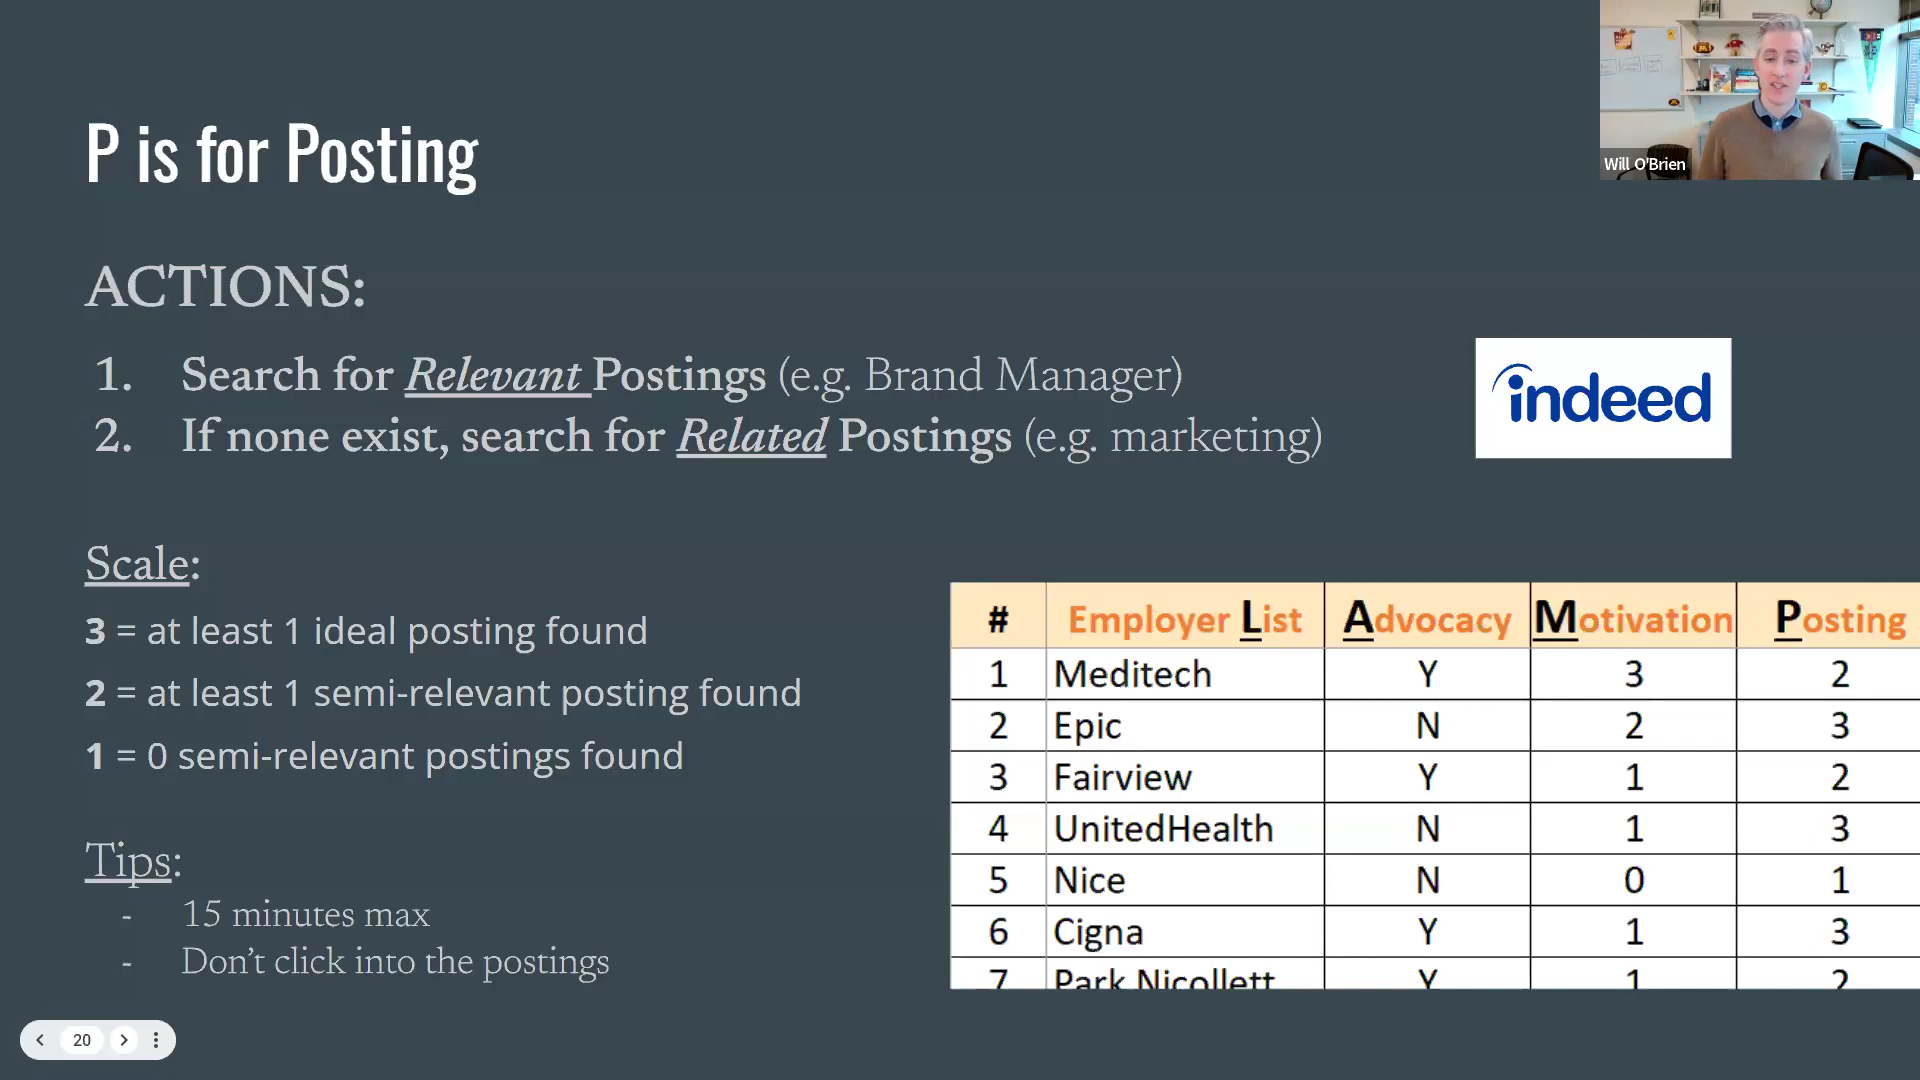 Will O'Brien
P is for Posting
ACTIONS:
1. Search for Relevant Postings (e.g. Brand Manager)
2. If none exist, search for Related Postings (e.g. marketing)
indeed
Scale:
3 = at least 1 ideal posting found
2 = at least 1 semi-relevant posting found
1 = 0 semi-relevant postings found
Tips:
- 15 minutes max
- Don’t click into the postings
# Employer List Advocacy Motivation Posting
1 Meditech Y 3 2
2 Epic N 2 3
3 Fairview Y 1 2
4 UnitedHealth N 1 3
5 Nice N 0 1
6 Cigna Y 1 3
7 Park Nicollett Y 1 2
20